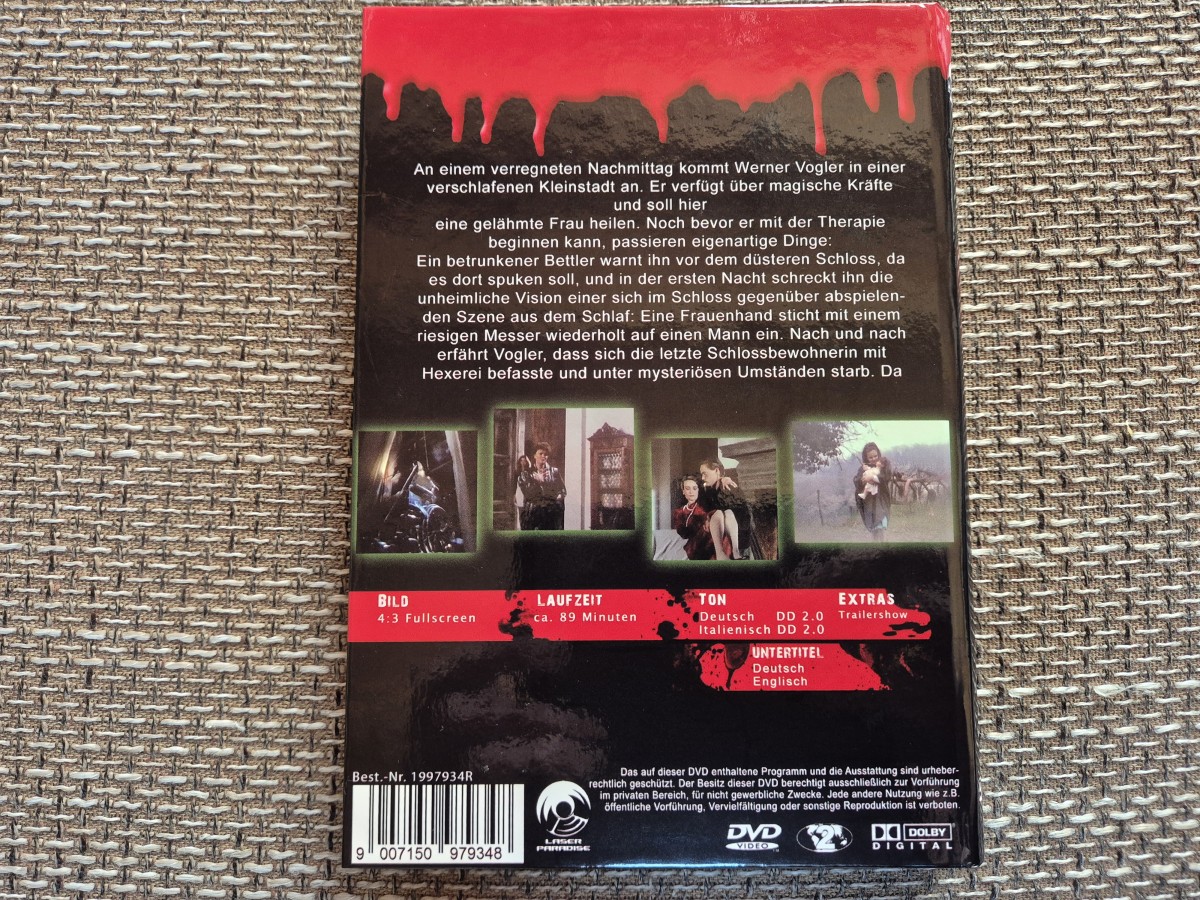 An einem verregneten Nachmittag kommt Werner Vogler in einer
verschlafenen Kleinstadt an. Er verfügt über magische Kräfte
und soll hier
eine gelähmte Frau heilen. Noch bevor er mit der Therapie
beginnen kann, passieren eigenartige Dinge:
Ein betrunkener Bettler warnt ihn vor dem düsteren Schloss, da
es dort spuken soll, und in der ersten Nacht schreckt ihn die
unheimliche Vision einer sich im Schloss gegenüber abspielen-
den Szene aus dem Schlaf: Eine Frauenhand sticht mit einem
riesigen Messer wiederholt auf einen Mann ein. Nach und nach
erfährt Vogler, dass sich die letzte Schlossbewohnerin mit
Hexerei befasste und unter mysteriösen Umständen starb. Da
BILD
4:3 Fullscreen
LAUFZEIT
ca. 89 Minuten
TON
Deutsch DD 2.0
Italienisch DD 2.0
EXTRAS
Trailershow
UNTERTITEL
Deutsch
Englisch
Best.-Nr. 1997934R
9 007150 979348
LASER
PARADISE
Das auf dieser DVD enthaltene Programm und die Ausstattung sind urheber-
rechtlich geschützt. Der Besitz dieser DVD berechtigt ausschließlich zur Vorführung
im privaten Bereich, für nicht gewerbliche Zwecke. Jede andere Nutzung wie z.B.
öffentliche Vorführung, Vervielfältigung oder sonstige Reproduktion ist verboten.
DVD
VIDEO
2
DOLBY
DIGITAL